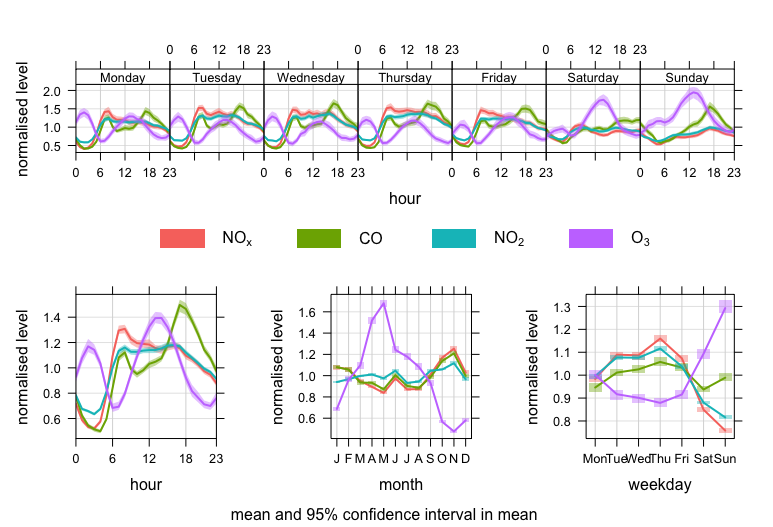 0 6 12 18 23 0 6 12 18 23 0 6 12 18 23
Monday Tuesday Wednesday Thursday Friday Saturday Sunday
normalised level
2.0
1.5
1.0
0.5
0 6 12 18 23 0 6 12 18 23 0 6 12 18 23 0 6 12 18 23
hour
NOx CO NO2 O3
normalised level
1.4
1.2
1.0
0.8
0.6
0 6 12 18 23
hour
normalised level
1.6
1.4
1.2
1.0
0.8
0.6
J F M A M J J A S O N D
month
normalised level
1.3
1.2
1.1
1.0
0.9
0.8
Mon Tue Wed Thu Fri Sat Sun
weekday
mean and 95% confidence interval in mean